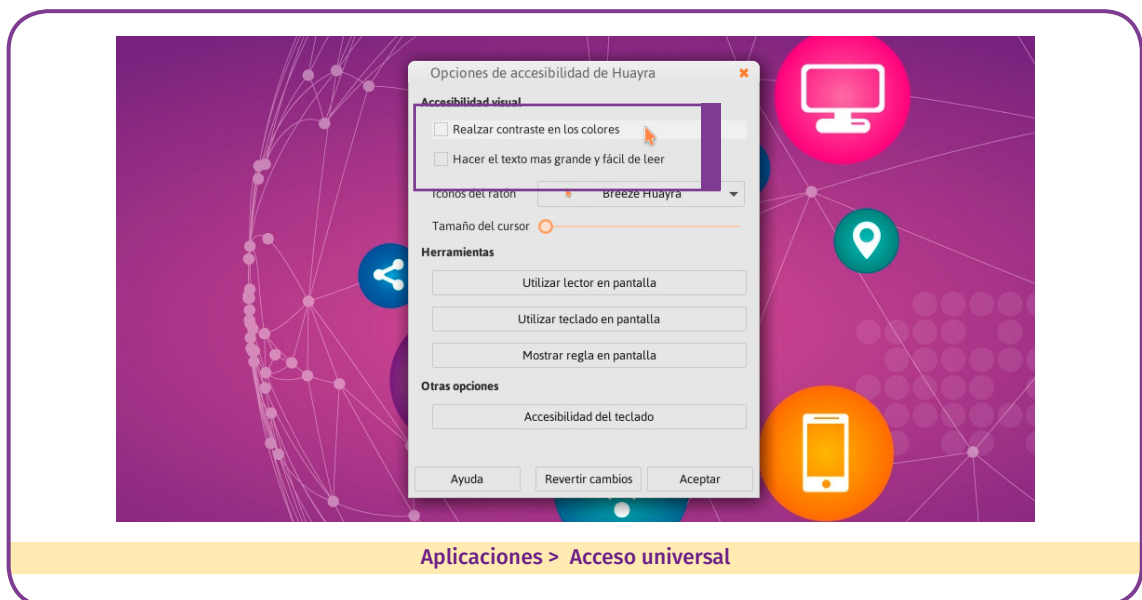 Opciones de accesibilidad de Huayra
Accesibilidad visual
Realzar contraste en los colores
Hacer el texto mas grande y fácil de leer
Iconos del ratón
Breeze Huayra
Tamaño del cursor
Herramientas
Utilizar lector en pantalla
Utilizar teclado en pantalla
Mostrar regla en pantalla
Otras opciones
Accesibilidad del teclado
Ayuda
Revertir cambios
Aceptar
Aplicaciones > Acceso universal